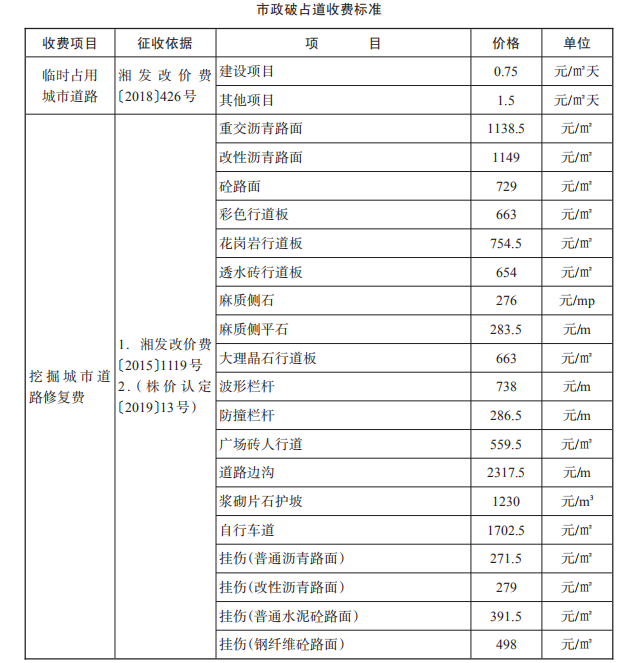 市政破占道收费标准
收费项目 征收依据 项 目 价格 单位
临时占用
城市道路
湘发改价费
〔2018〕426号
建设项目 0.75 元/㎡天
其他项目 1.5 元/㎡天
挖掘城市道
路修复费
1. 湘发改价费
〔2015〕1119号
2.(株价认定
〔2019〕13号)
重交沥青路面 1138.5 元/㎡
改性沥青路面 1149 元/㎡
砼路面 729 元/㎡
彩色行道板 663 元/㎡
花岗岩行道板 754.5 元/㎡
透水砖行道板 654 元/㎡
麻质侧石 276 元/mp
麻质侧平石 283.5 元/m
大理晶石行道板 663 元/㎡
波形栏杆 738 元/m
防撞栏杆 286.5 元/m
广场砖人行道 559.5 元/㎡
道路边沟 2317.5 元/m
浆砌片石护坡 1230 元/m³
自行车道 1702.5 元/㎡
挂伤(普通沥青路面) 271.5 元/㎡
挂伤(改性沥青路面) 279 元/㎡
挂伤(普通水泥砼路面) 391.5 元/㎡
挂伤(钢纤维砼路面) 498 元/㎡